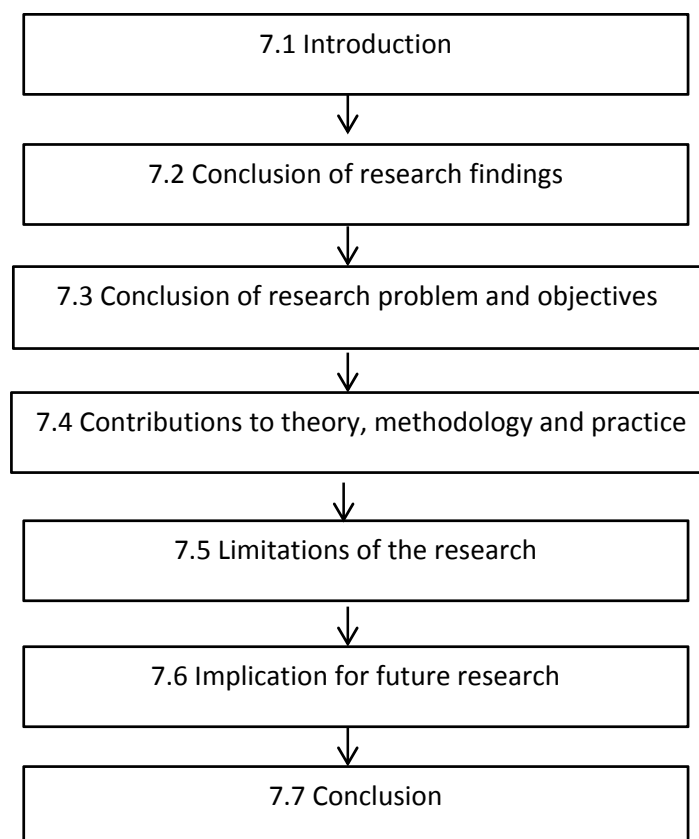 7.1 Introduction
7.2 Conclusion of research findings
7.3 Conclusion of research problem and objectives
7.4 Contributions to theory, methodology and practice
7.5 Limitations of the research
7.6 Implication for future research
7.7 Conclusion